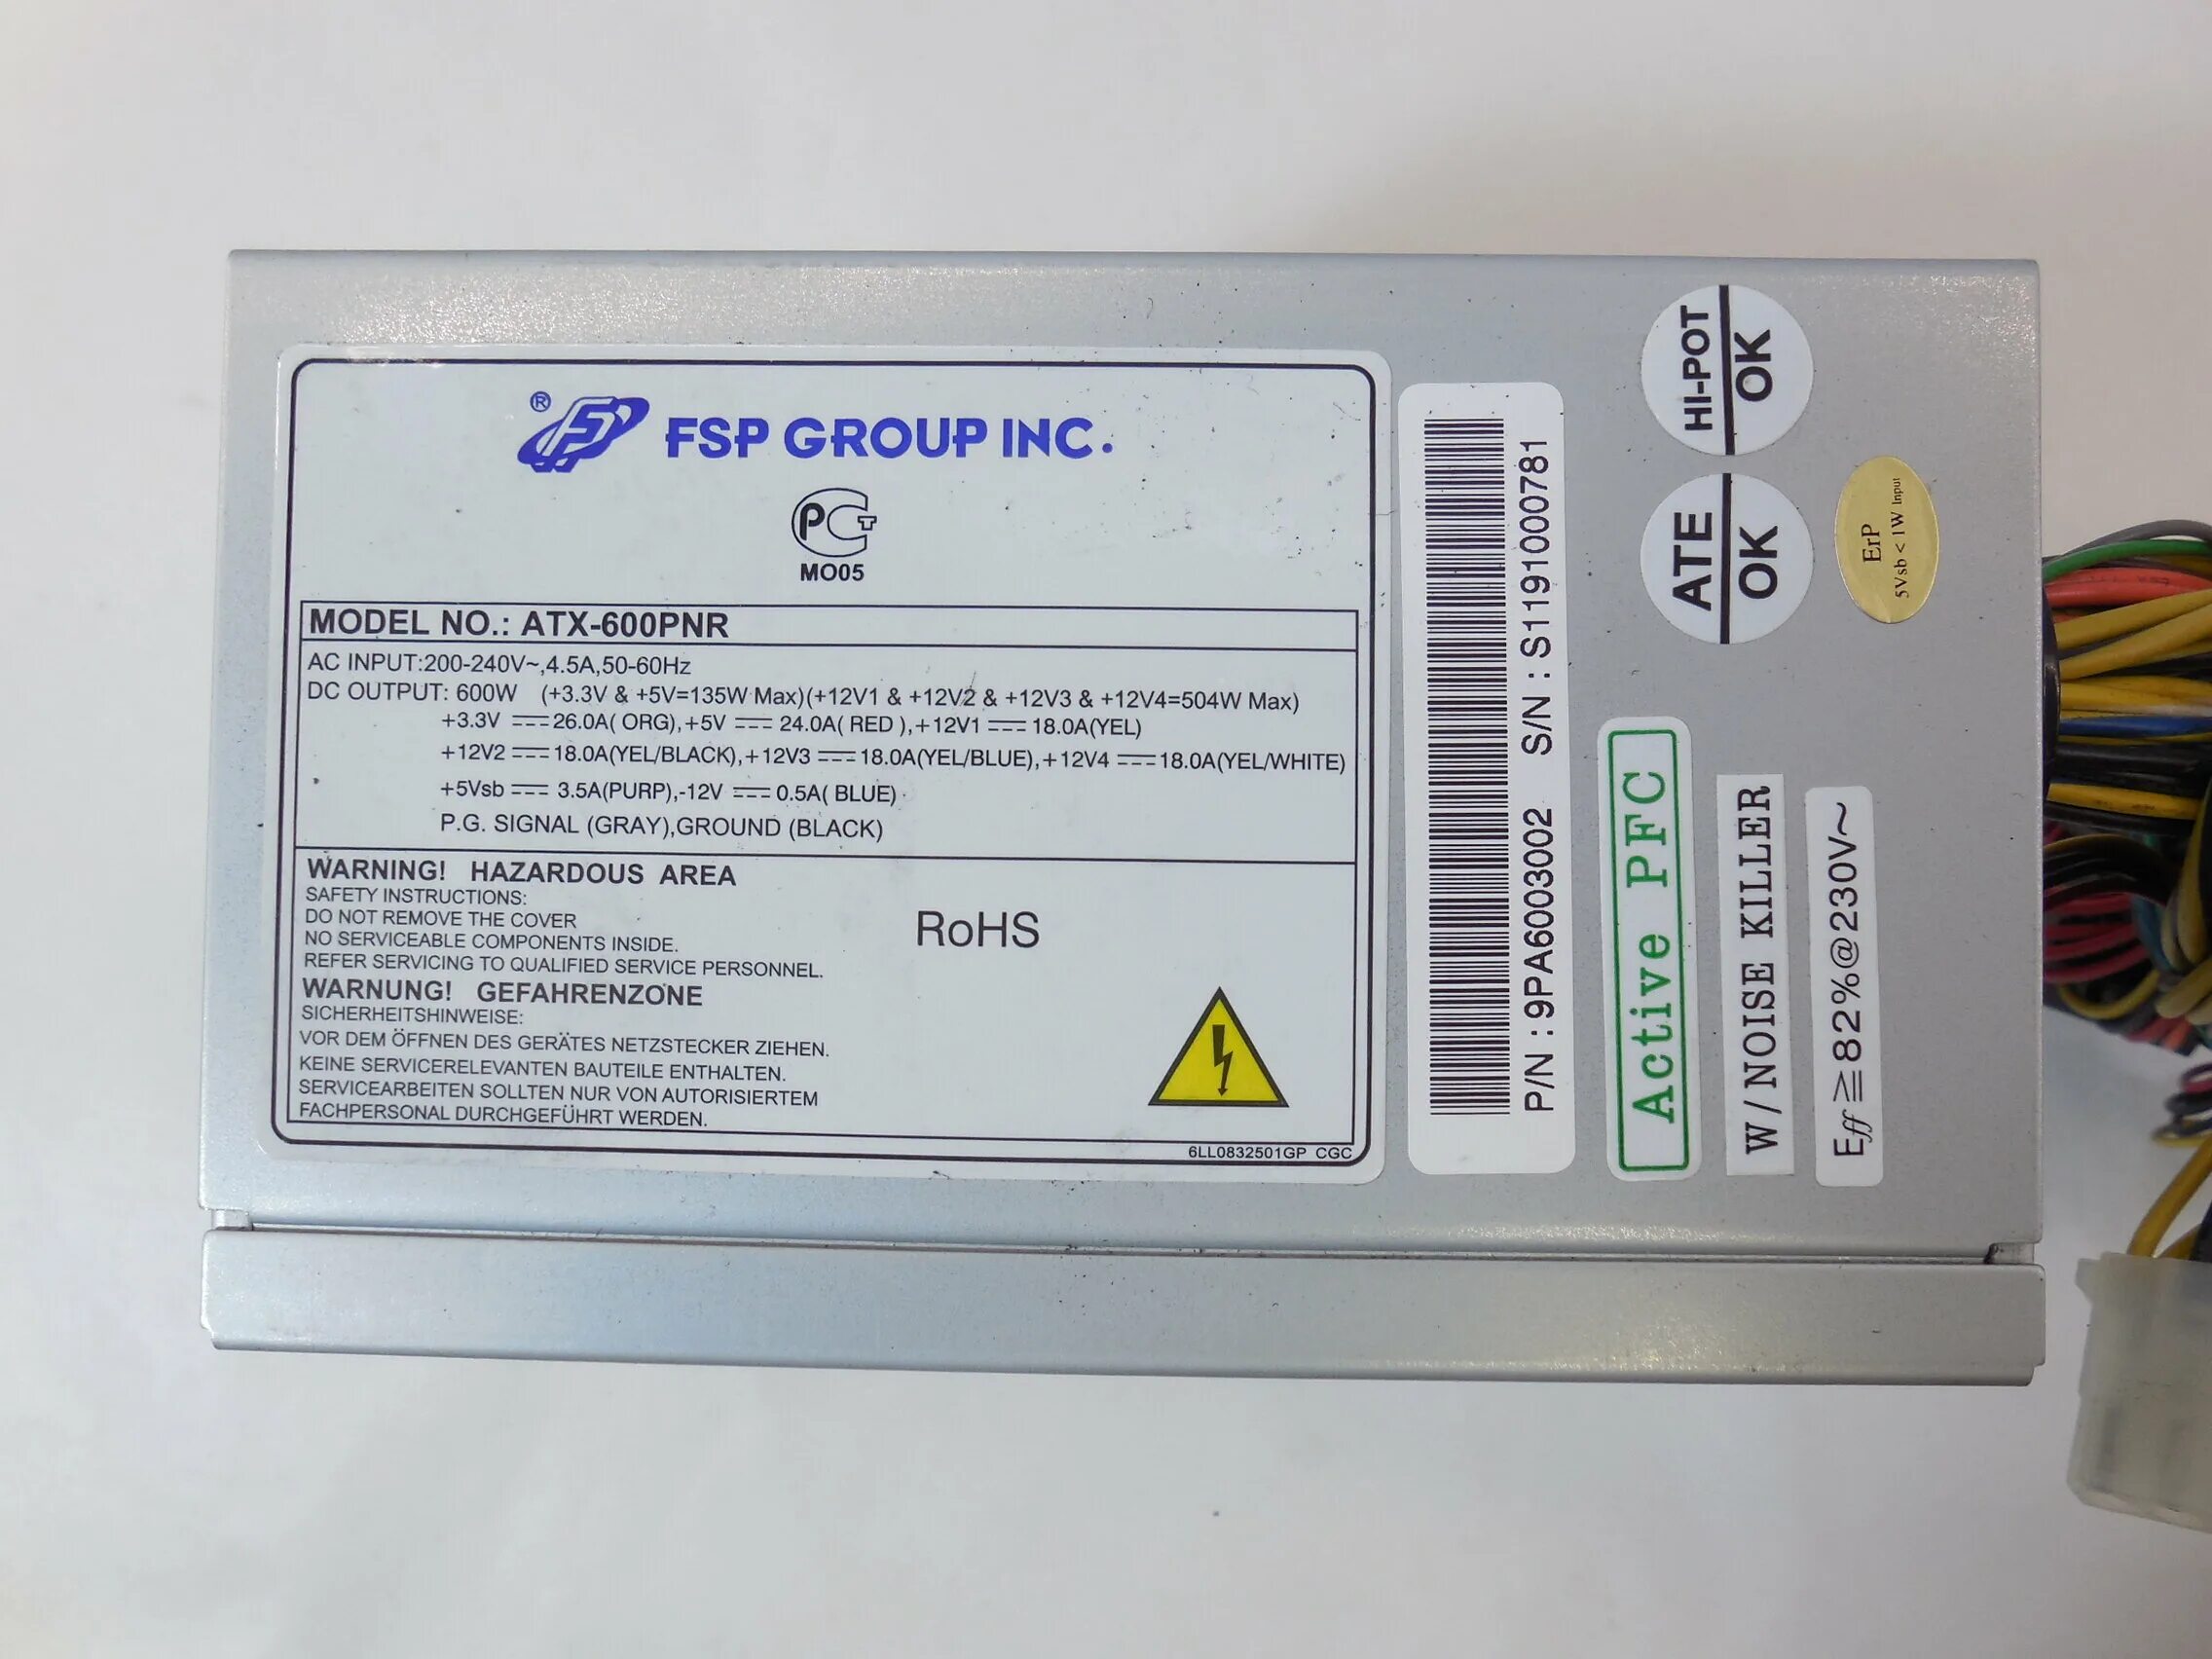 ® FSP GROUP INC.
PCT
MO05
MODEL NO.: ATX-600PNR
AC INPUT:200-240V~,4.5A,50-60Hz
DC OUTPUT: 600W (+3.3V & +5V=135W Max)(+12V1 & +12V2 & +12V3 & +12V4=504W Max)
+3.3V ⎓ 26.0A( ORG),+5V ⎓ 24.0A( RED ),+12V1 ⎓ 18.0A(YEL)
+12V2 ⎓ 18.0A(YEL/BLACK),+12V3 ⎓ 18.0A(YEL/BLUE),+12V4 ⎓ 18.0A(YEL/WHITE)
+5Vsb ⎓ 3.5A(PURP),-12V ⎓ 0.5A( BLUE)
P.G. SIGNAL (GRAY),GROUND (BLACK)
WARNING! HAZARDOUS AREA
SAFETY INSTRUCTIONS:
DO NOT REMOVE THE COVER
NO SERVICEABLE COMPONENTS INSIDE.
REFER SERVICING TO QUALIFIED SERVICE PERSONNEL.
WARNUNG! GEFAHRENZONE
SICHERHEITSHINWEISE:
VOR DEM ÖFFNEN DES GERÄTES NETZSTECKER ZIEHEN.
KEINE SERVICERELEVANTEN BAUTEILE ENTHALTEN.
SERVICEARBEITEN SOLLTEN NUR VON AUTORISIERTEM
FACHPERSONAL DURCHGEFÜHRT WERDEN.
RoHS
6LL0832501GP CGC
P/N : 9PA6003002 S/N : S1191000781
HI-POT
OK
ATE
OK
ErP
5Vsb < 1W Input
Active PFC
W / NOISE KILLER
Eff≧82%@230V~